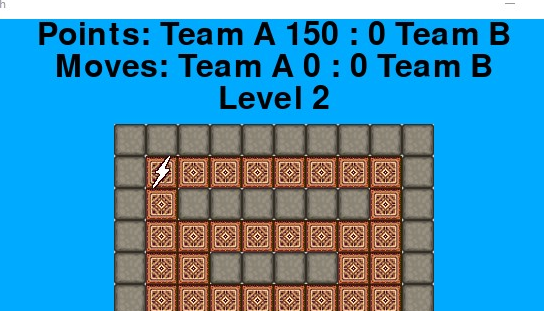 h
Points: Team A 150 : 0 Team B
Moves: Team A 0 : 0 Team B
Level 2